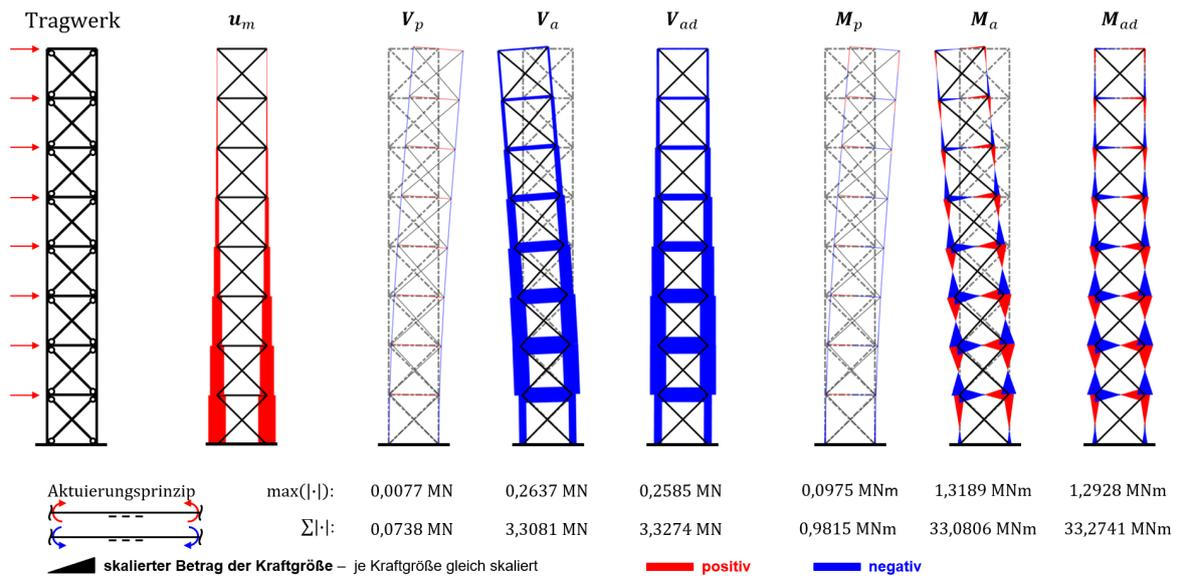 Tragwerk u_m V_p V_a V_ad M_p M_a M_ad
Aktuierungsprinzip
max(|·|): 0,0077 MN 0,2637 MN 0,2585 MN 0,0975 MNm 1,3189 MNm 1,2928 MNm
∑|·|: 0,0738 MN 3,3081 MN 3,3274 MN 0,9815 MNm 33,0806 MNm 33,2741 MNm
skalierter Betrag der Kraftgröße – je Kraftgröße gleich skaliert positiv negativ